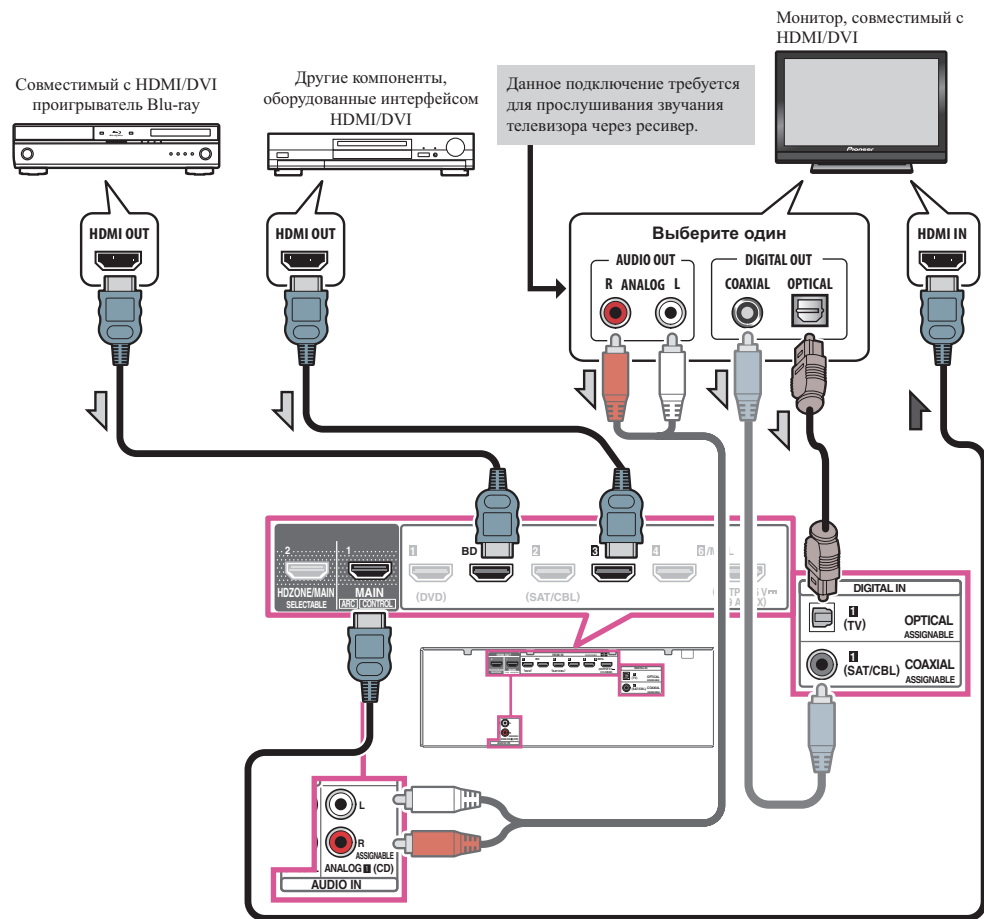 Монитор, совместимый с
HDMI/DVI
Совместимый с HDMI/DVI
проигрыватель Blu-ray
Другие компоненты,
оборудованные интерфейсом
HDMI/DVI
Данное подключение требуется
для прослушивания звучания
телевизора через ресивер.
Pioneer
HDMI OUT
HDMI OUT
Выберите один
AUDIO OUT
R ANALOG L
DIGITAL OUT
COAXIAL OPTICAL
HDMI IN
2
HDZONE/MAIN
SELECTABLE
1
MAIN
ARC CONTROL
1
(DVD)
BD
2
(SAT/CBL)
3
4
DIGITAL IN
1
(TV)
OPTICAL
ASSIGNABLE
1
(SAT/CBL)
COAXIAL
ASSIGNABLE
L
R
ASSIGNABLE
ANALOG 1 (CD)
AUDIO IN